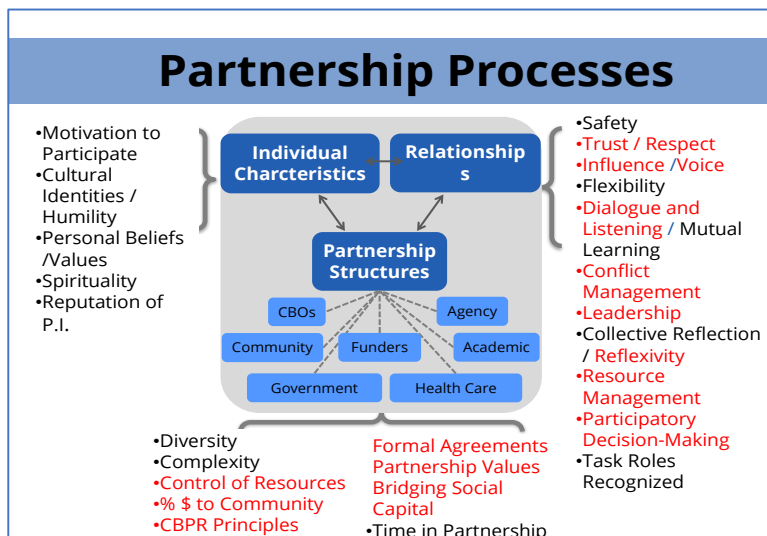 Partnership Processes
•Motivation to
Participate
•Cultural
Identities /
Humility
•Personal Beliefs
/Values
•Spirituality
•Reputation of
P.I.
Individual
Charcteristics
Relationship
s
Partnership
Structures
CBOs
Agency
Community
Funders
Academic
Government
Health Care
•Safety
•Trust / Respect
•Influence /Voice
•Flexibility
•Dialogue and
Listening / Mutual
Learning
•Conflict
Management
•Leadership
•Collective Reflection
/ Reflexivity
•Resource
Management
•Participatory
Decision-Making
•Task Roles
Recognized
•Diversity
•Complexity
•Control of Resources
•% $ to Community
•CBPR Principles
Formal Agreements
Partnership Values
Bridging Social
Capital
•Time in Partnership